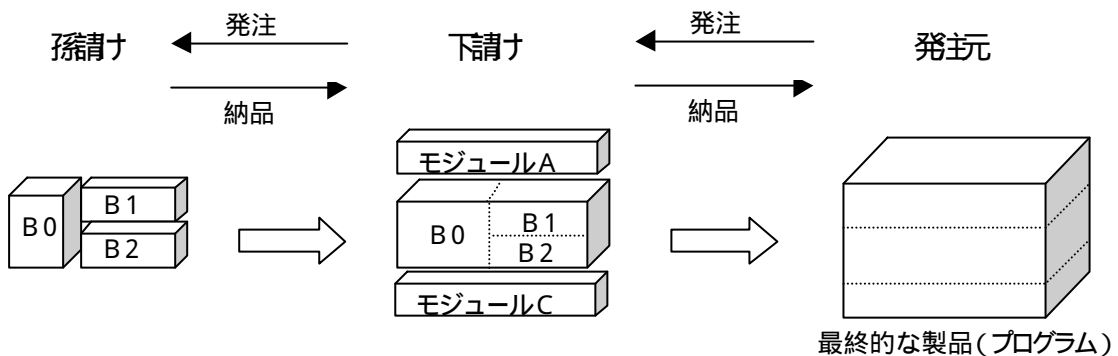 孫請け
発注
納品
下請け
発注
納品
発注元
モジュールA
B0
B1
B2
B0
B1
B2
モジュールC
最終的な製品(プログラム)